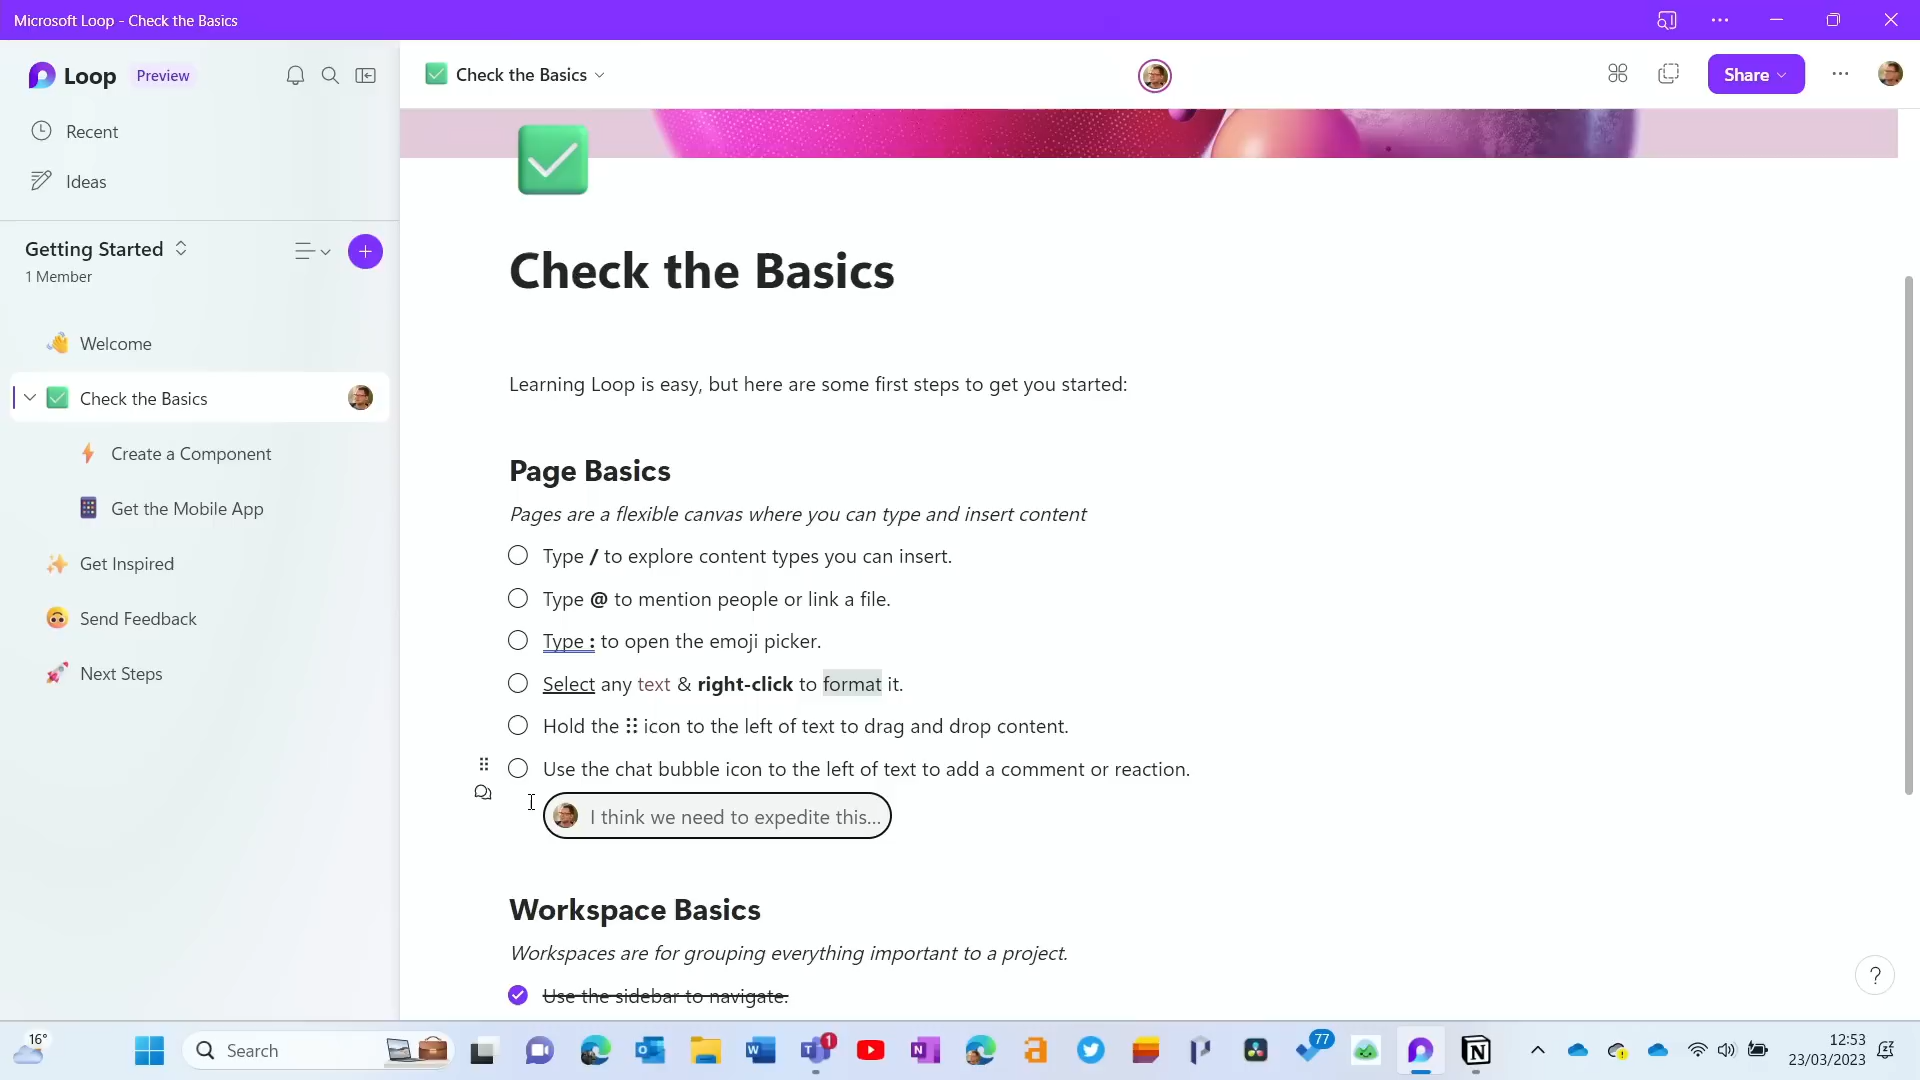 Microsoft Loop - Check the Basics
Loop Preview
Check the Basics
Share
Recent
Ideas
Getting Started
1 Member
Welcome
Check the Basics
Create a Component
Get the Mobile App
Get Inspired
Send Feedback
Next Steps
Check the Basics
Learning Loop is easy, but here are some first steps to get you started:
Page Basics
Pages are a flexible canvas where you can type and insert content
Type / to explore content types you can insert.
Type @ to mention people or link a file.
Type : to open the emoji picker.
Select any text & right-click to format it.
Hold the ⠿ icon to the left of text to drag and drop content.
Use the chat bubble icon to the left of text to add a comment or reaction.
I think we need to expedite this...
Workspace Basics
Workspaces are for grouping everything important to a project.
Use the sidebar to navigate.
?
16°
Search
1
77
12:53
23/03/2023